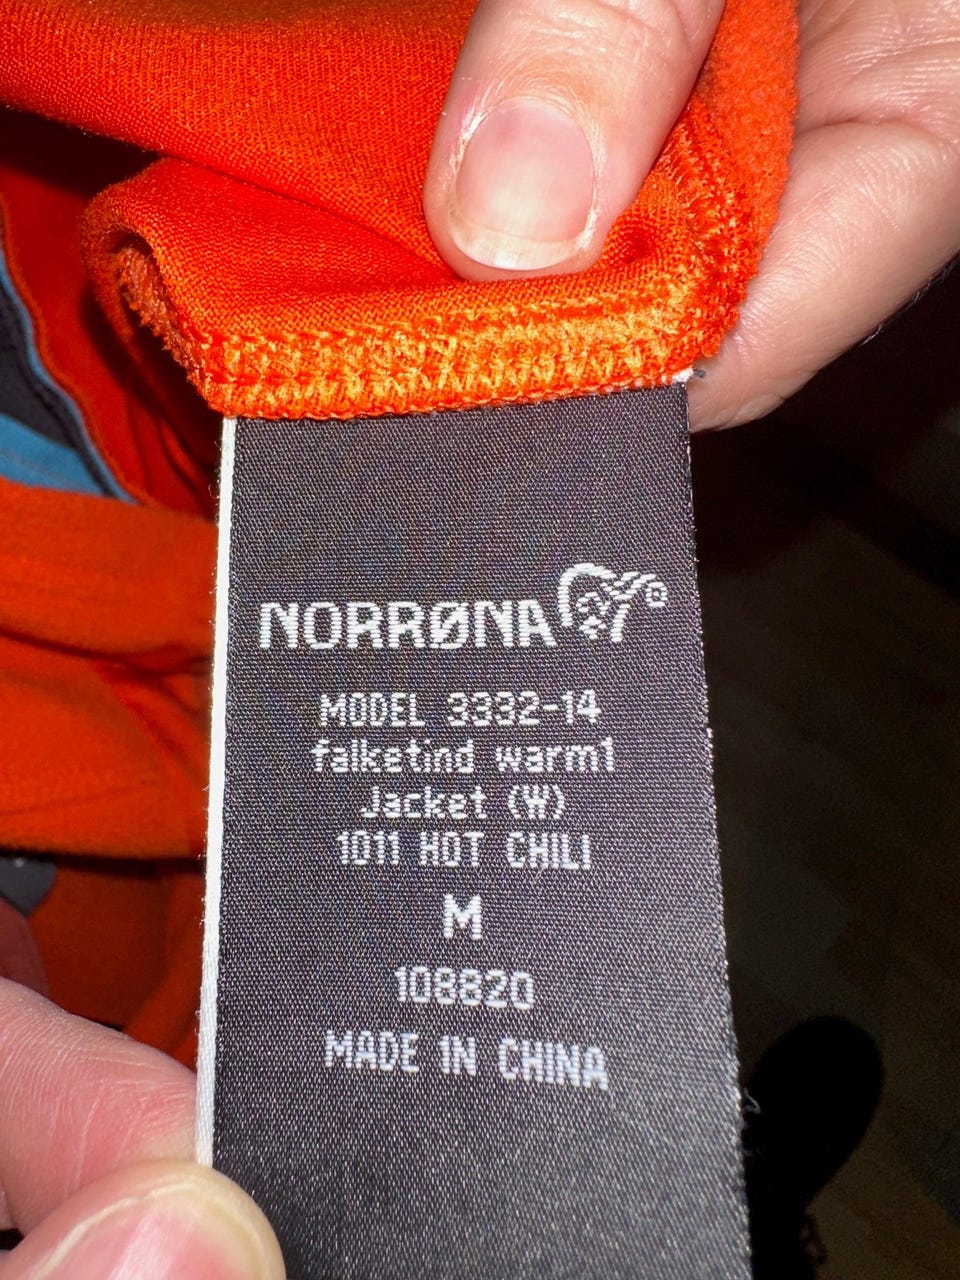 NORRØNA
MODEL 3332-14
falketind warm1
Jacket (W)
1011 HOT CHILI
M
108820
MADE IN CHINA